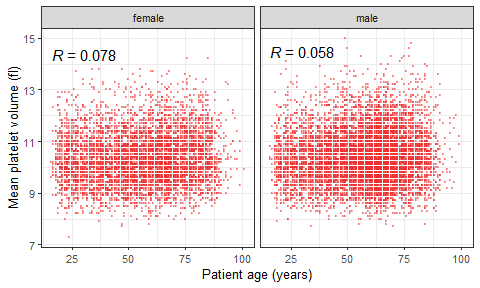 female
male
Mean platelet volume (fl)
15
13
11
9
7
R = 0.078
R = 0.058
25
50
75
100
25
50
75
100
Patient age (years)